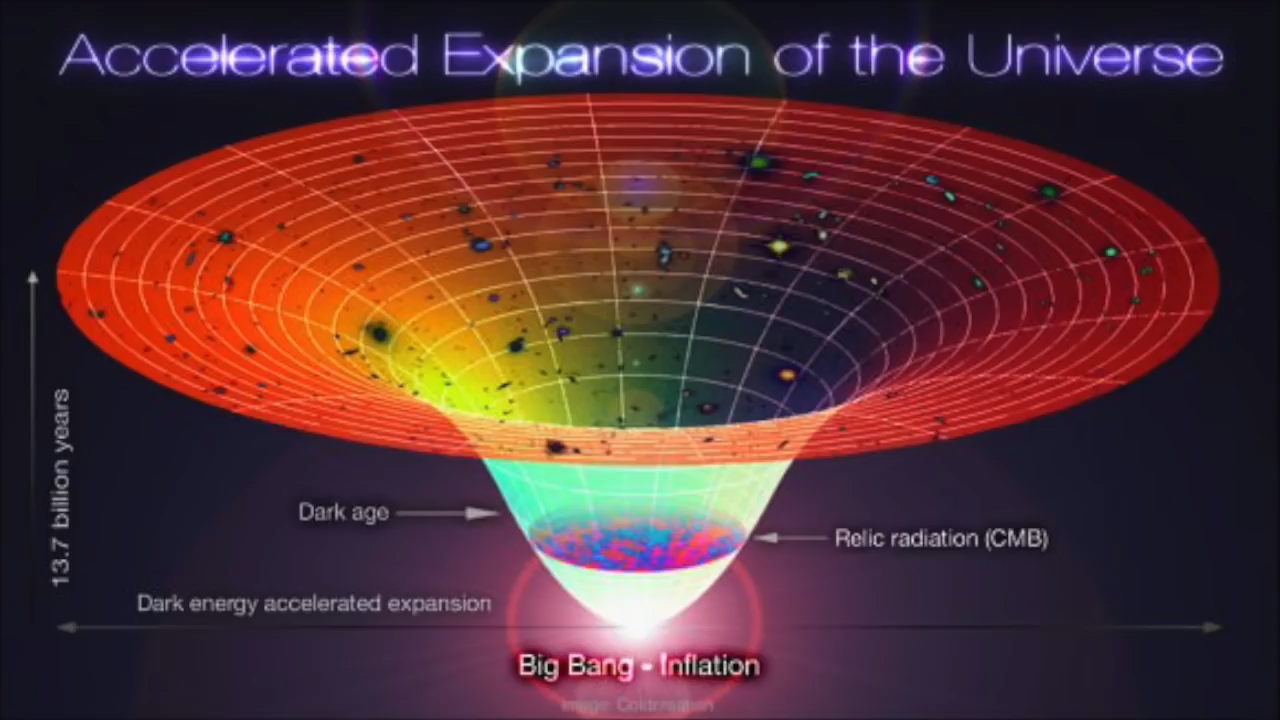 Accelerated Expansion of the Universe
13.7 billion years
Dark age
Relic radiation (CMB)
Dark energy accelerated expansion
Big Bang - Inflation
Image: